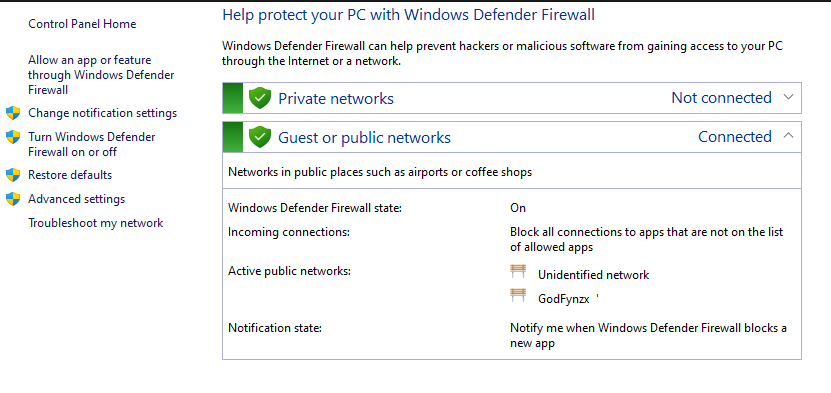 Control Panel Home
Allow an app or feature
through Windows Defender
Firewall
Change notification settings
Turn Windows Defender
Firewall on or off
Restore defaults
Advanced settings
Troubleshoot my network
Help protect your PC with Windows Defender Firewall
Windows Defender Firewall can help prevent hackers or malicious software from gaining access to your PC
through the Internet or a network.
Private networks Not connected
Guest or public networks Connected
Networks in public places such as airports or coffee shops
Windows Defender Firewall state: On
Incoming connections: Block all connections to apps that are not on the list
of allowed apps
Active public networks: Unidentified network
GodFynzx '
Notification state: Notify me when Windows Defender Firewall blocks a
new app